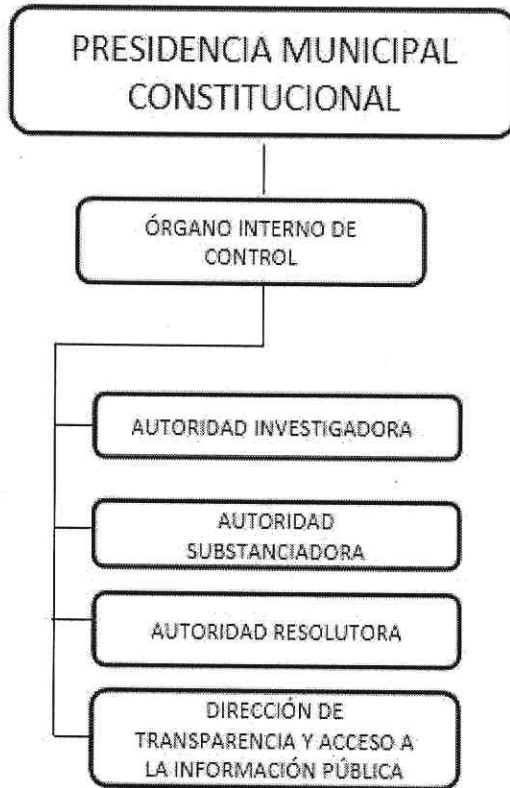 PRESIDENCIA MUNICIPAL
CONSTITUCIONAL
ÓRGANO INTERNO DE
CONTROL
AUTORIDAD INVESTIGADORA
AUTORIDAD
SUBSTANCIADORA
AUTORIDAD RESOLUTORA
DIRECCIÓN DE
TRANSPARENCIA Y ACCESO A
LA INFORMACIÓN PÚBLICA